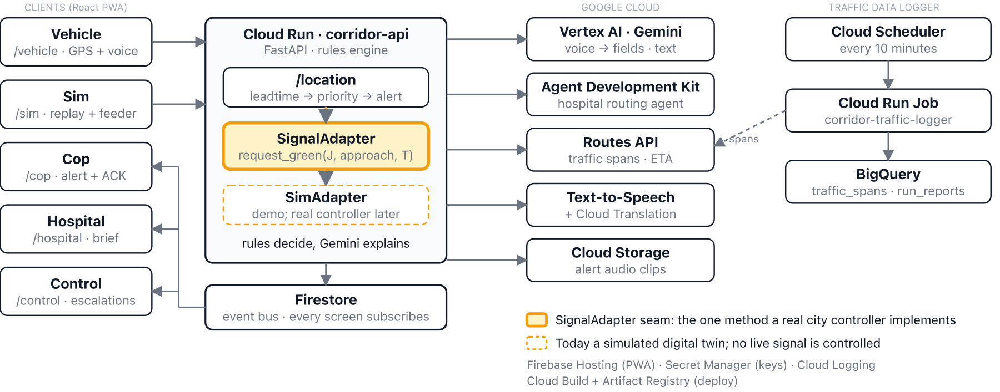 CLIENTS (React PWA)
Vehicle
/vehicle · GPS + voice
Sim
/sim · replay + feeder
Cop
/cop · alert + ACK
Hospital
/hospital · brief
Control
/control · escalations
Cloud Run · corridor-api
FastAPI · rules engine
/location
leadtime → priority → alert
SignalAdapter
request_green(J, approach, T)
SimAdapter
demo; real controller later
rules decide, Gemini explains
Firestore
event bus · every screen subscribes
GOOGLE CLOUD
Vertex AI · Gemini
voice → fields · text
Agent Development Kit
hospital routing agent
Routes API
traffic spans · ETA
Text-to-Speech
+ Cloud Translation
Cloud Storage
alert audio clips
TRAFFIC DATA LOGGER
Cloud Scheduler
every 10 minutes
Cloud Run Job
corridor-traffic-logger
spans
BigQuery
traffic_spans · run_reports
SignalAdapter seam: the one method a real city controller implements
Today a simulated digital twin; no live signal is controlled
Firebase Hosting (PWA) · Secret Manager (keys) · Cloud Logging
Cloud Build + Artifact Registry (deploy)